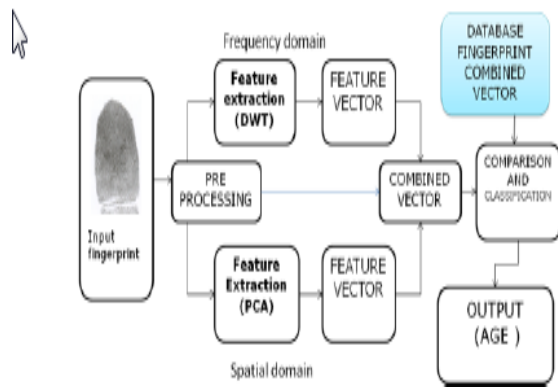 Frequency domain
DATABASE
FINGERPRINT
COMBINED
VECTOR
Feature
extraction
(DWT)
FEATURE
VECTOR
Input
fingerprint
PRE
PROCESSING
COMBINED
VECTOR
COMPARISON
AND
CLASSIFICATION
Feature
Extraction
(PCA)
FEATURE
VECTOR
OUTPUT
(AGE )
Spatial domain